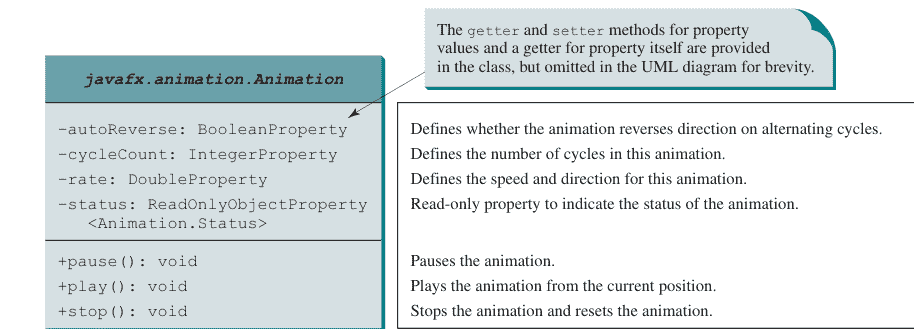 The getter and setter methods for property
values and a getter for property itself are provided
in the class, but omitted in the UML diagram for brevity.
javafx.animation.Animation
-autoReverse: BooleanProperty
Defines whether the animation reverses direction on alternating cycles.
-cycleCount: IntegerProperty
Defines the number of cycles in this animation.
-rate: DoubleProperty
Defines the speed and direction for this animation.
-status: ReadOnlyObjectProperty
Read-only property to indicate the status of the animation.
<Animation.Status>
+pause(): void
Pauses the animation.
+play(): void
Plays the animation from the current position.
+stop(): void
Stops the animation and resets the animation.